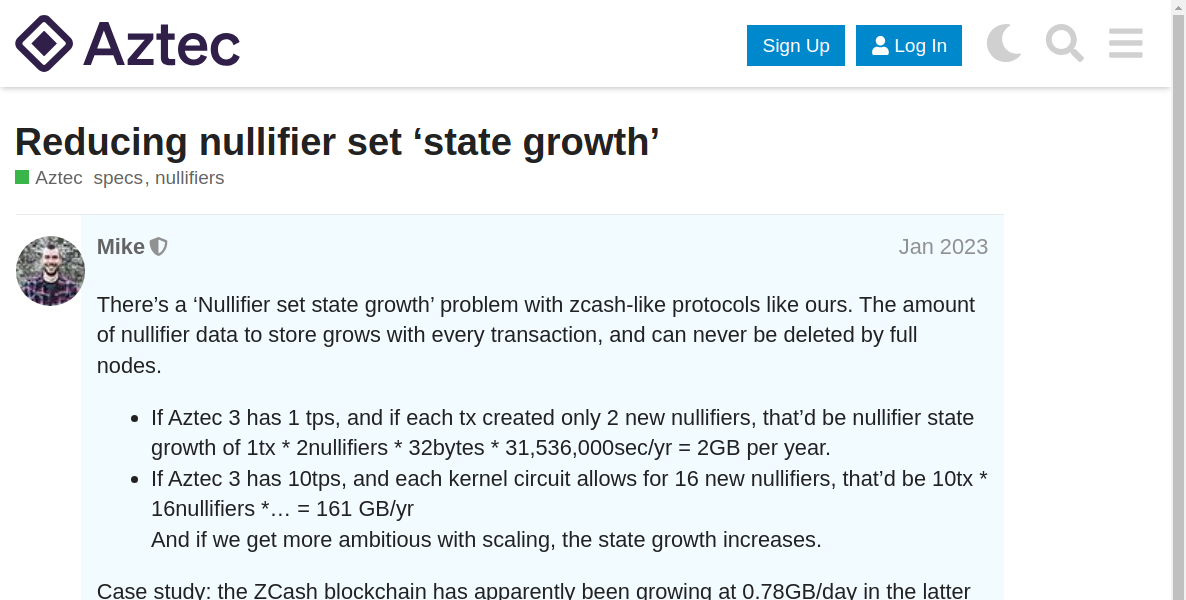 Aztec
Sign Up
Log In
Reducing nullifier set ‘state growth’
Aztec specs, nullifiers
Mike
Jan 2023
There’s a ‘Nullifier set state growth’ problem with zcash-like protocols like ours. The amount
of nullifier data to store grows with every transaction, and can never be deleted by full
nodes.
• If Aztec 3 has 1 tps, and if each tx created only 2 new nullifiers, that’d be nullifier state
growth of 1tx * 2nullifiers * 32bytes * 31,536,000sec/yr = 2GB per year.
• If Aztec 3 has 10tps, and each kernel circuit allows for 16 new nullifiers, that’d be 10tx *
16nullifiers *… = 161 GB/yr
And if we get more ambitious with scaling, the state growth increases.
Case study: the ZCash blockchain has apparently been growing at 0.78GB/day in the latter